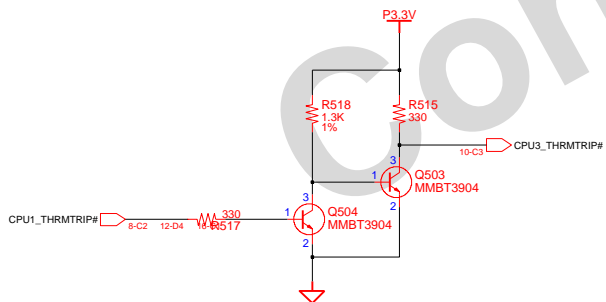 P3.3V
R518
1.3K
1%
R515
330
3
10-C3
CPU3_THRMTRIP#
1
Q503
MMBT3904
2
3
330
1
Q504
MMBT3904
CPU1_THRMTRIP#
8-C2
12-D4
R517
2
Con